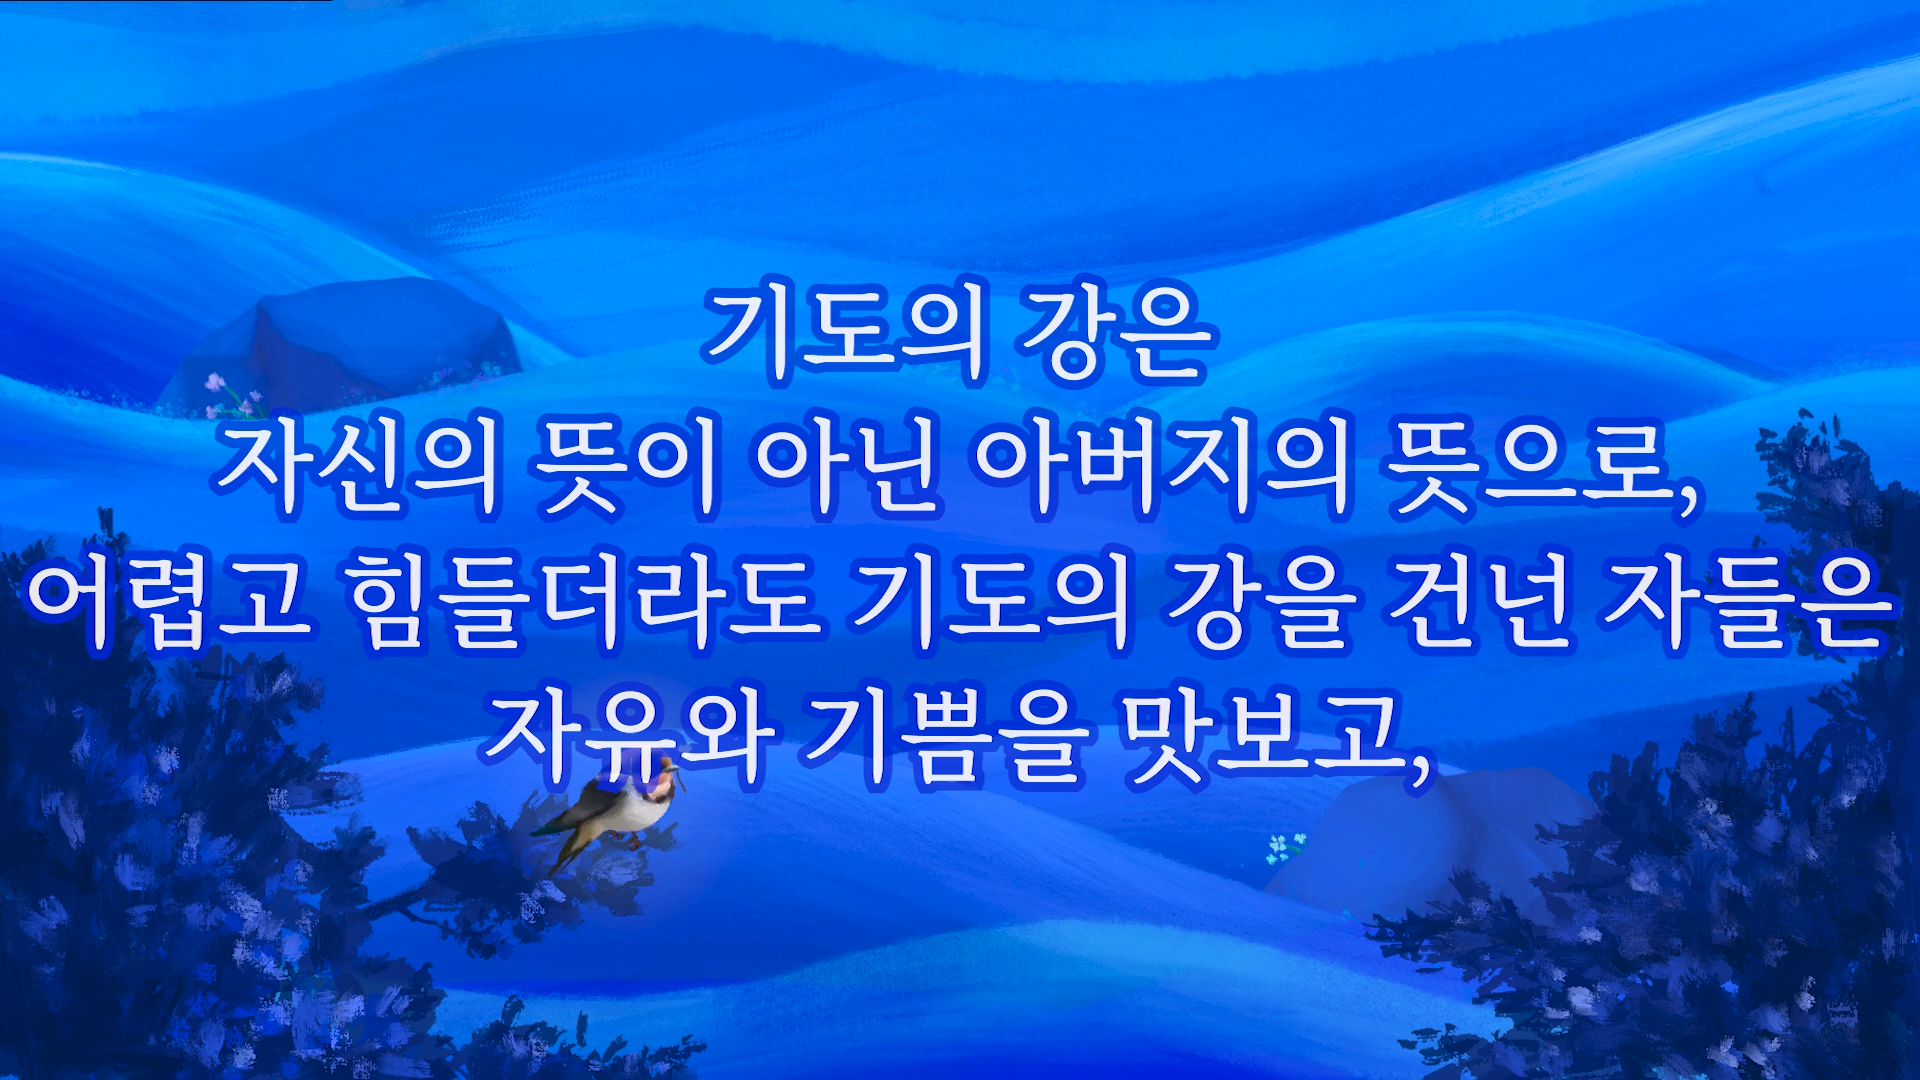 기도의 강은
자신의 뜻이 아닌 아버지의 뜻으로,
어렵고 힘들더라도 기도의 강을 건넌 자들은
자유와 기쁨을 맛보고,